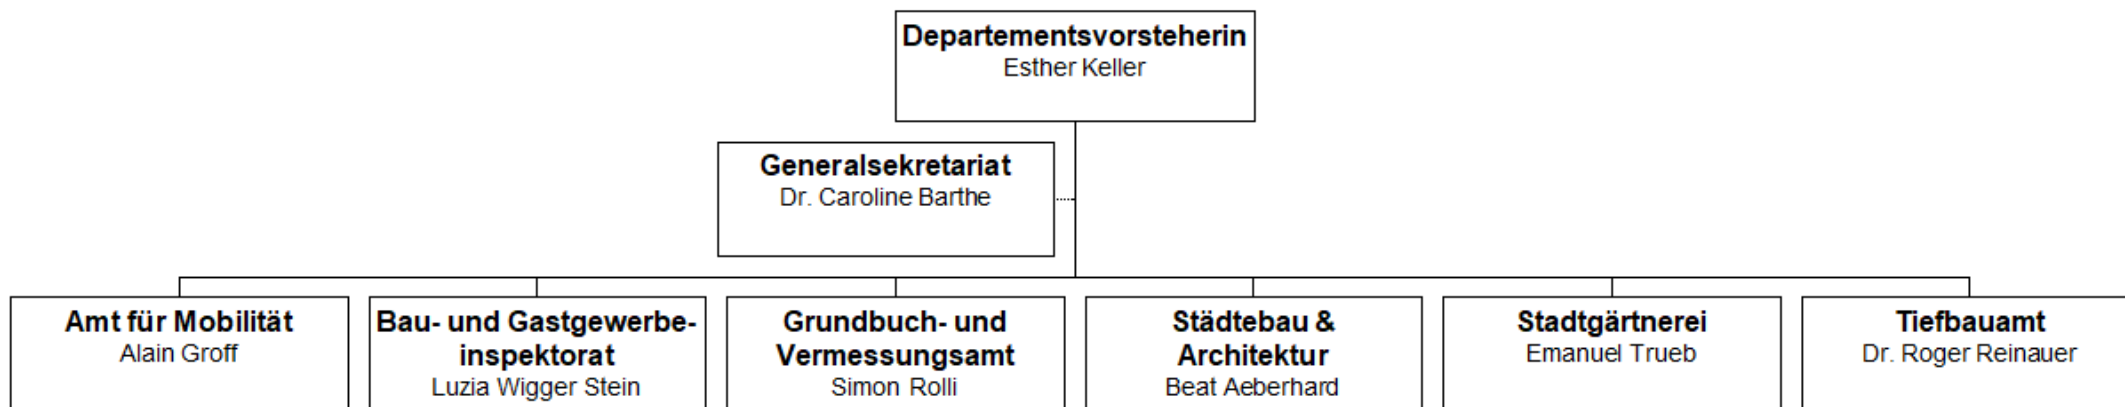 Departementsvorsteherin
Esther Keller
Generalsekretariat
Dr. Caroline Barthe
Amt für Mobilität
Alain Groff
Bau- und Gastgewerbe-
inspektorat
Luzia Wigger Stein
Grundbuch- und
Vermessungsamt
Simon Rolli
Städtebau &
Architektur
Beat Aeberhard
Stadtgärtnerei
Emanuel Trueb
Tiefbauamt
Dr. Roger Reinauer